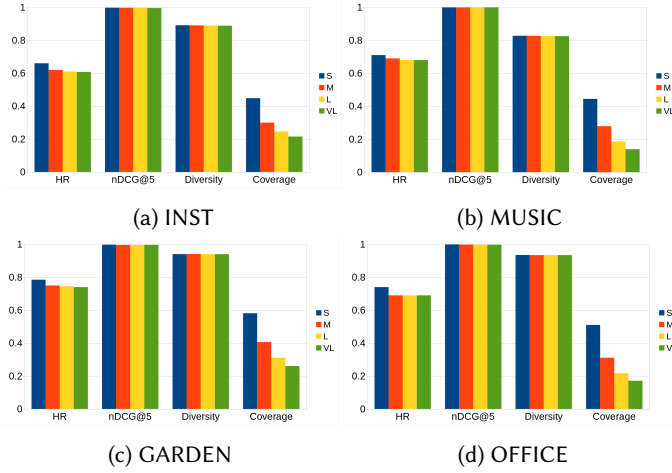 1
0.8
0.6
0.4
0.2
0
HR nDCG@5 Diversity Coverage
S
M
L
VL
(a) INST
1
0.8
0.6
0.4
0.2
0
HR nDCG@5 Diversity Coverage
S
M
L
VL
(b) MUSIC
1
0.8
0.6
0.4
0.2
0
HR nDCG@5 Diversity Coverage
S
M
L
VL
(c) GARDEN
1
0.8
0.6
0.4
0.2
0
HR nDCG@5 Diversity Coverage
S
M
L
VL
(d) OFFICE